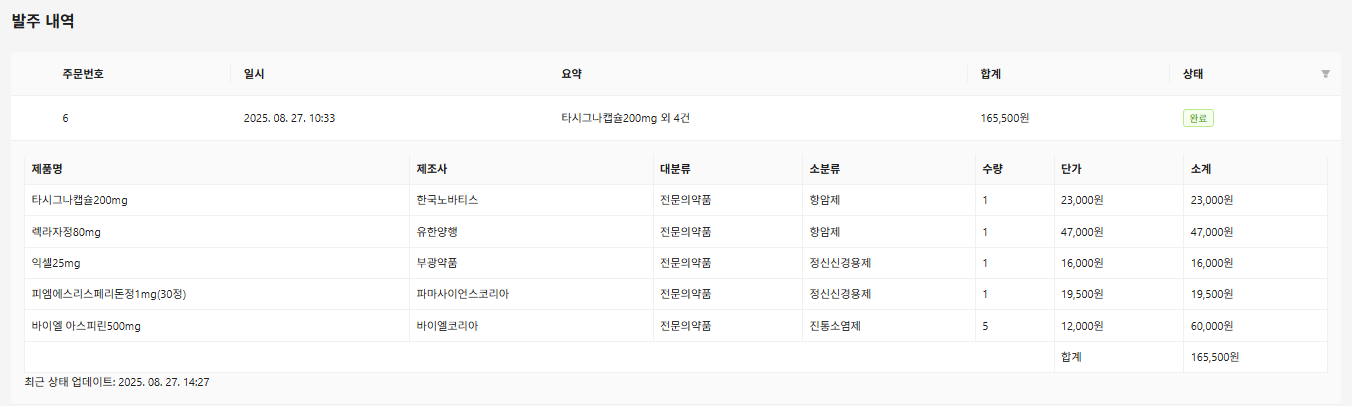 발주 내역
주문번호 일시 요약 합계 상태
6 2025. 08. 27. 10:33 타시그나캡슐200mg 외 4건 165,500원 완료
제품명 제조사 대분류 소분류 수량 단가 소계
타시그나캡슐200mg 한국노바티스 전문의약품 항암제 1 23,000원 23,000원
렉라자정80mg 유한양행 전문의약품 항암제 1 47,000원 47,000원
익셀25mg 부광약품 전문의약품 정신신경용제 1 16,000원 16,000원
피엠에스리스페리돈정1mg(30정) 파마사이언스코리아 전문의약품 정신신경용제 1 19,500원 19,500원
바이엘 아스피린500mg 바이엘코리아 전문의약품 진통소염제 5 12,000원 60,000원
합계 165,500원
최근 상태 업데이트: 2025. 08. 27. 14:27